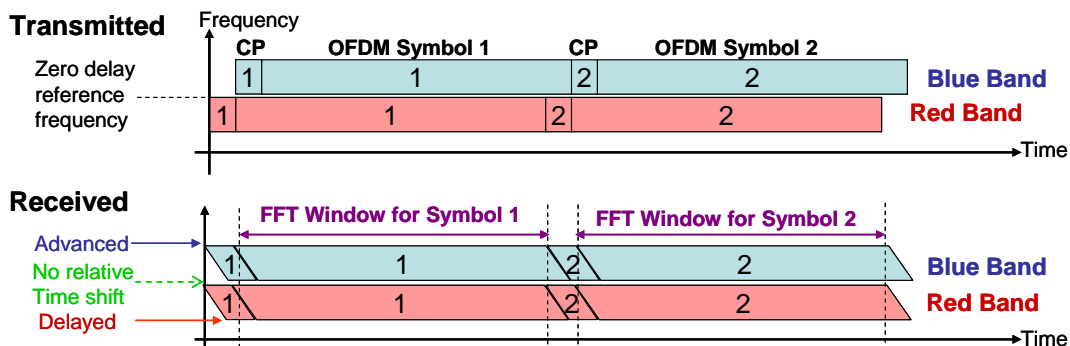 Transmitted
Frequency
CP OFDM Symbol 1 CP OFDM Symbol 2
Zero delay
reference
frequency
1 1 2 2
Blue Band
1 1 2 2
Red Band
Time
Received
FFT Window for Symbol 1 FFT Window for Symbol 2
Advanced
No relative
Time shift
Delayed
1 1 2 2
Blue Band
1 1 2 2
Red Band
Time